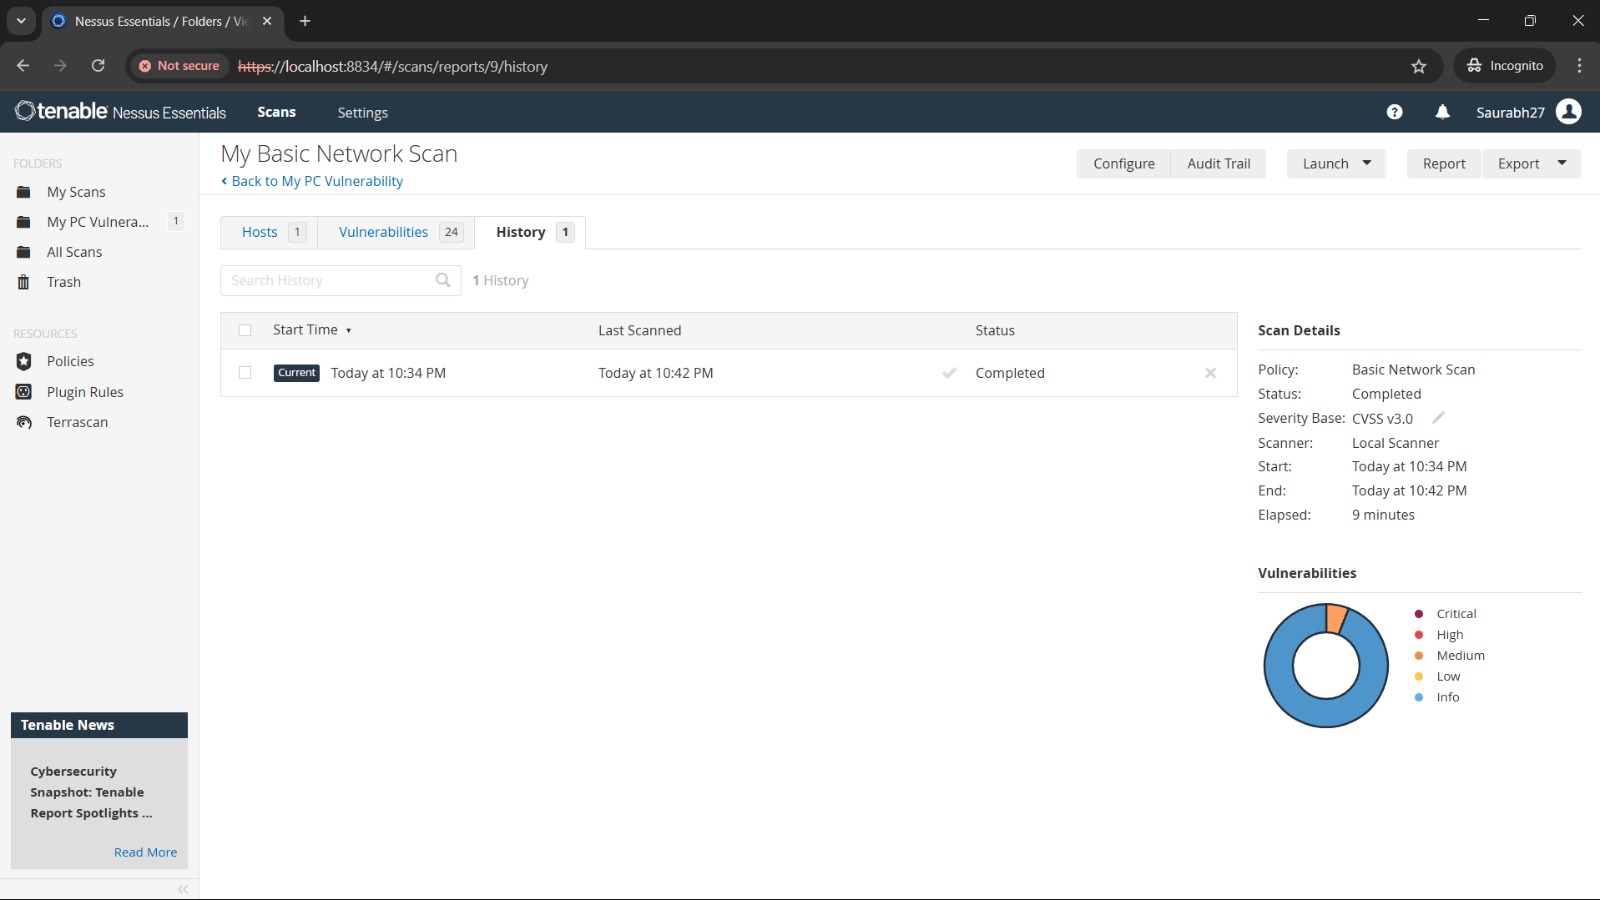 Nessus Essentials / Folders / Vie
Not secure
https://localhost:8834/#/scans/reports/9/history
Incognito
tenable Nessus Essentials
Scans
Settings
Saurabh27
FOLDERS
My Scans
My PC Vulnera...
1
All Scans
Trash
RESOURCES
Policies
Plugin Rules
Terrascan
Tenable News
Cybersecurity
Snapshot: Tenable
Report Spotlights ...
Read More
My Basic Network Scan
Back to My PC Vulnerability
Configure
Audit Trail
Launch
Report
Export
Hosts 1
Vulnerabilities 24
History 1
Search History
1 History
Start Time Last Scanned Status
Current Today at 10:34 PM Today at 10:42 PM Completed
Scan Details
Policy: Basic Network Scan
Status: Completed
Severity Base: CVSS v3.0
Scanner: Local Scanner
Start: Today at 10:34 PM
End: Today at 10:42 PM
Elapsed: 9 minutes
Vulnerabilities
Critical
High
Medium
Low
Info